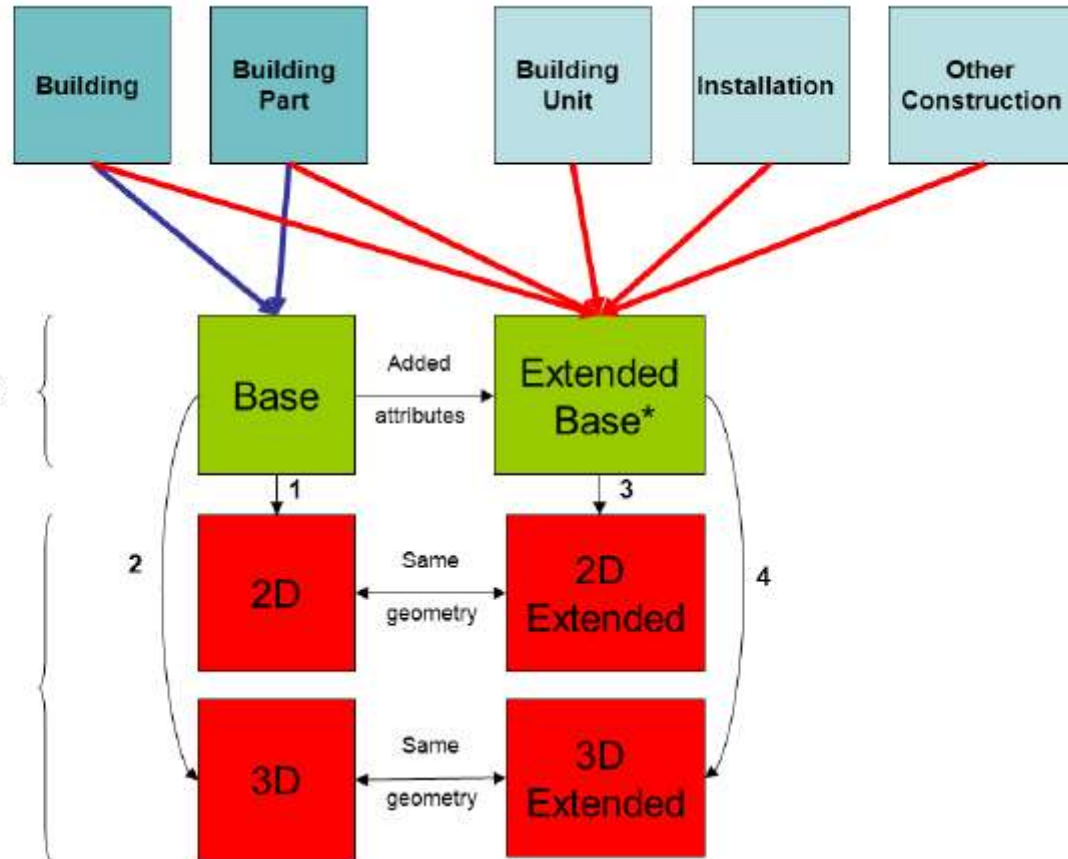 Building
Building
Part
Building
Unit
Installation
Other
Construction
Base
Added
attributes
Extended
Base*
1
3
2
2D
Same
geometry
2D
Extended
4
3D
Same
geometry
3D
Extended